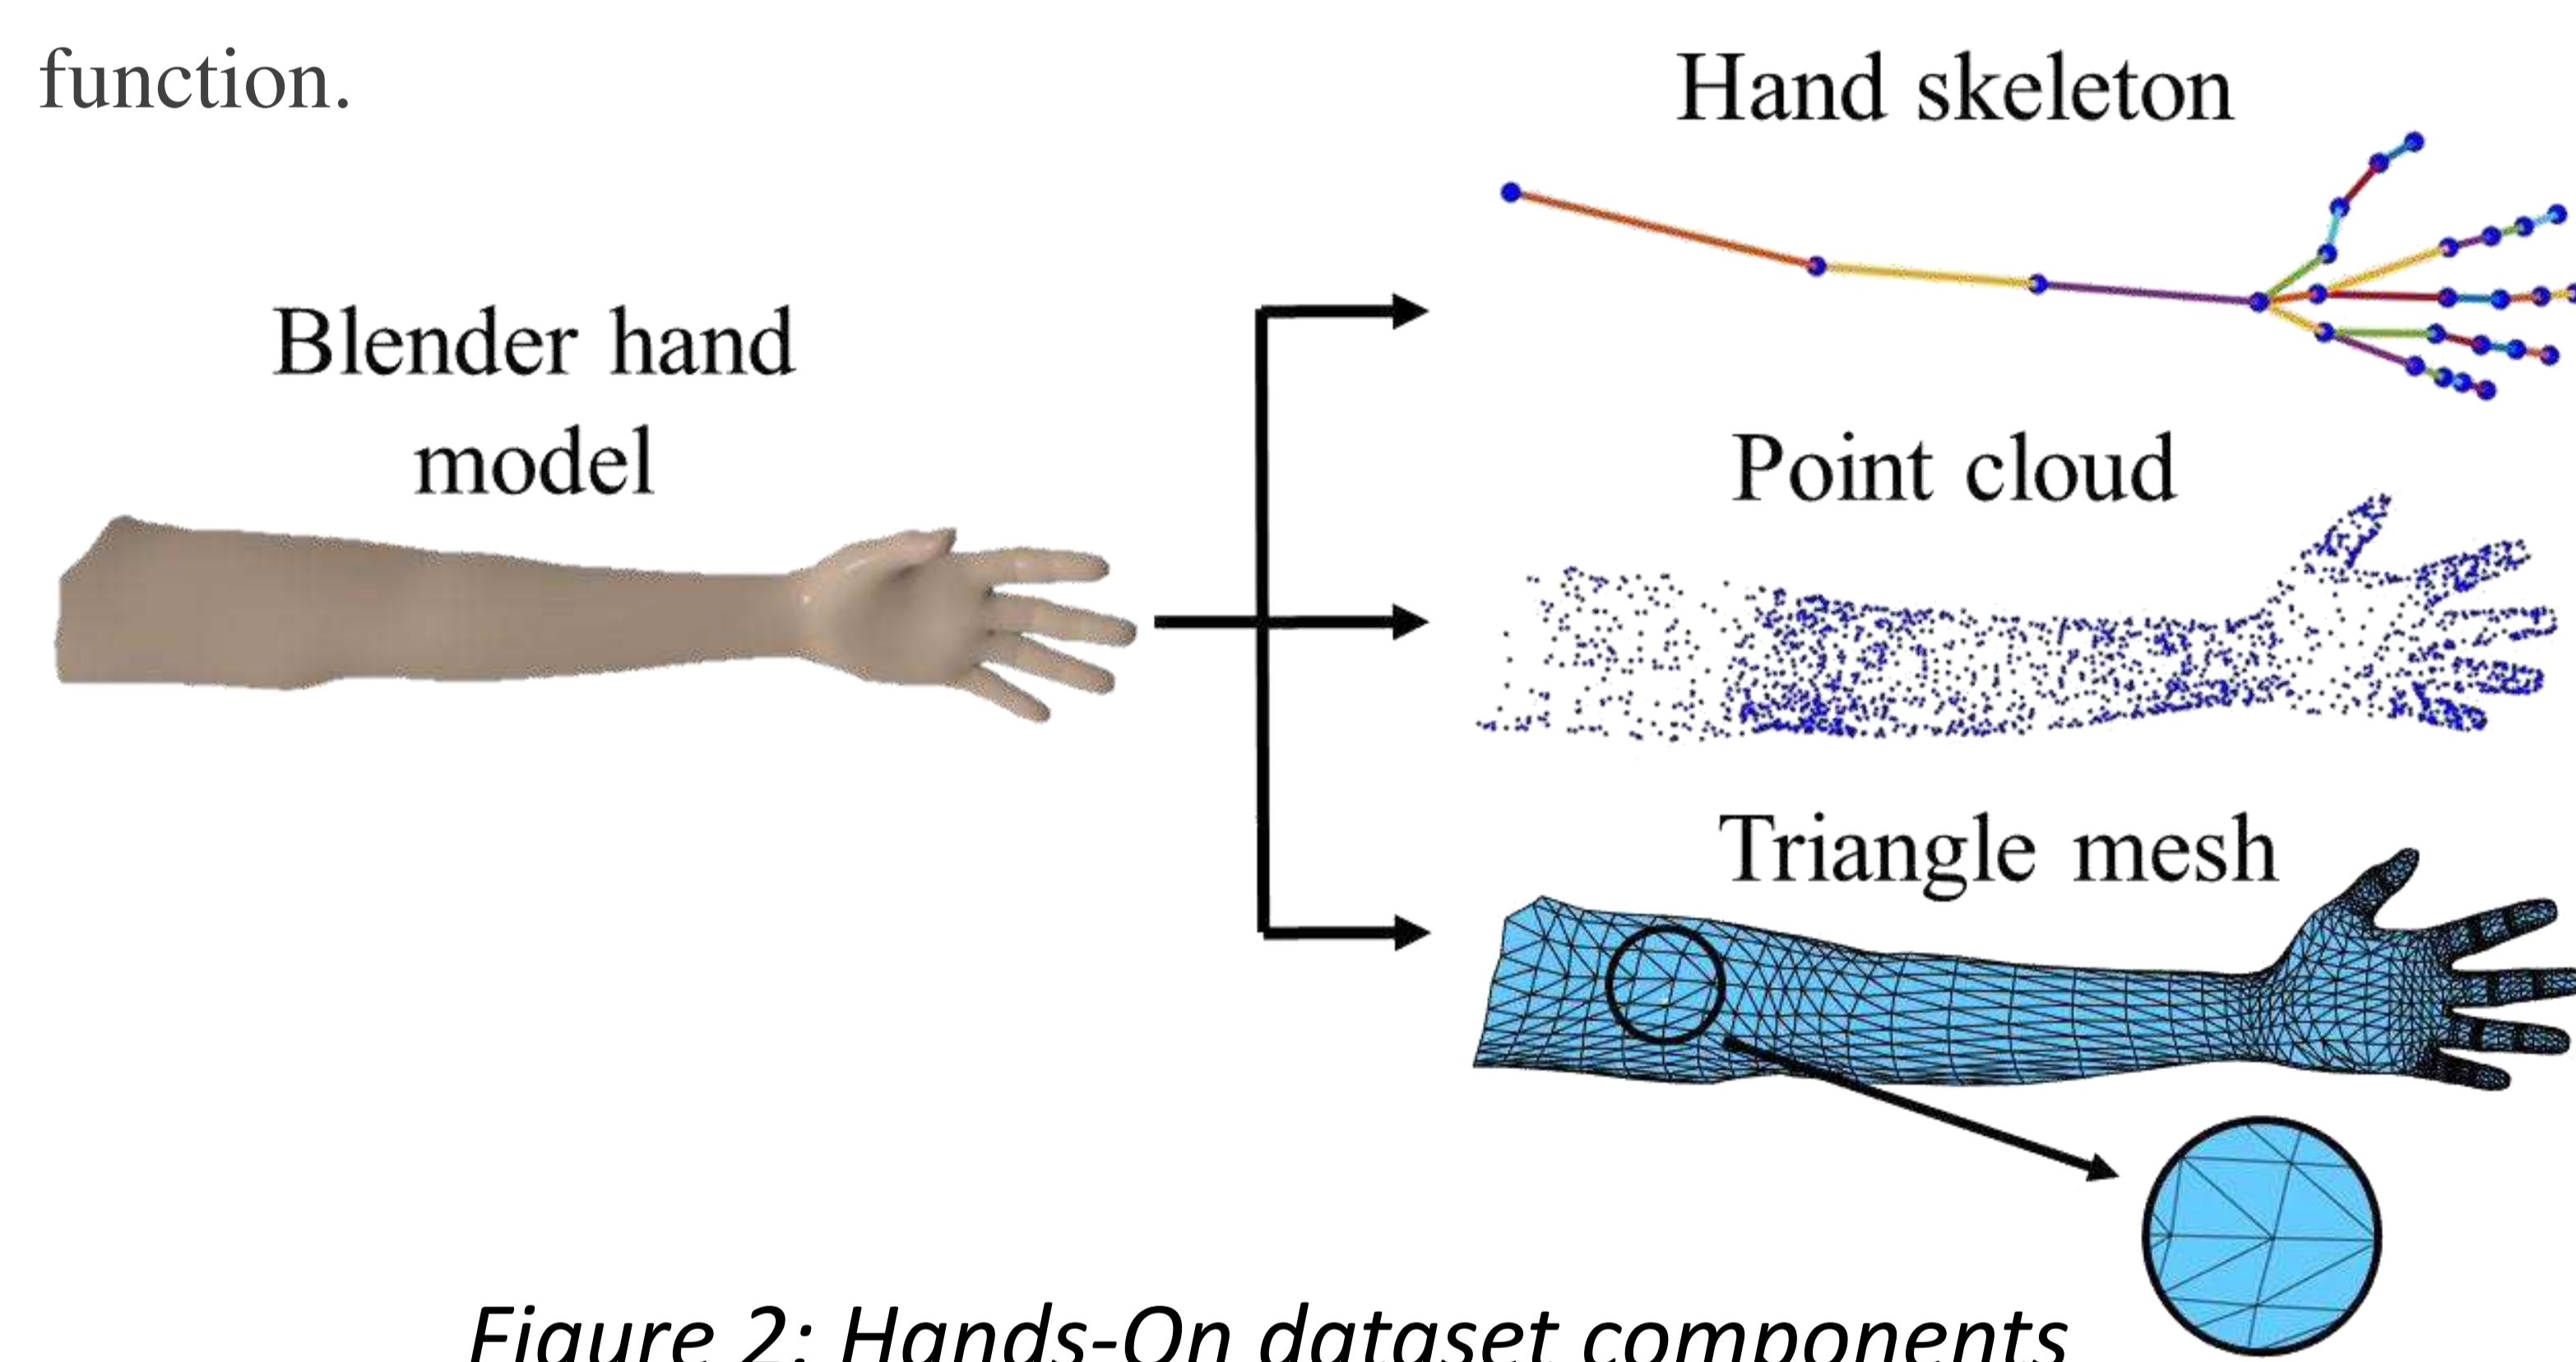 function.
Hand skeleton
Blender hand
model
Point cloud
Triangle mesh
Figure 2: Hands-On dataset components